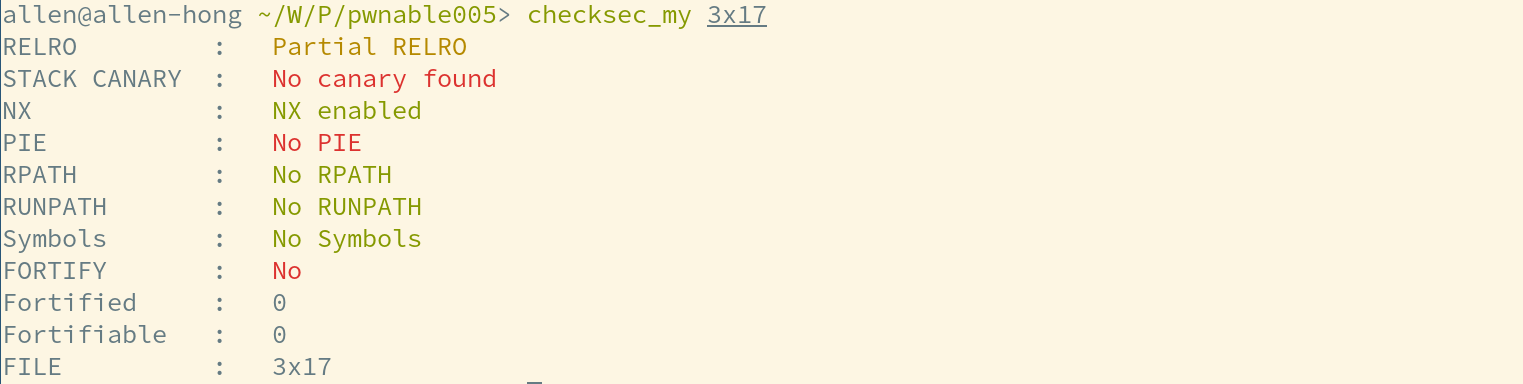 allen@allen-hong ~/W/P/pwnable005> checksec_my 3x17
RELRO : Partial RELRO
STACK CANARY : No canary found
NX : NX enabled
PIE : No PIE
RPATH : No RPATH
RUNPATH : No RUNPATH
Symbols : No Symbols
FORTIFY : No
Fortified : 0
Fortifiable : 0
FILE : 3x17